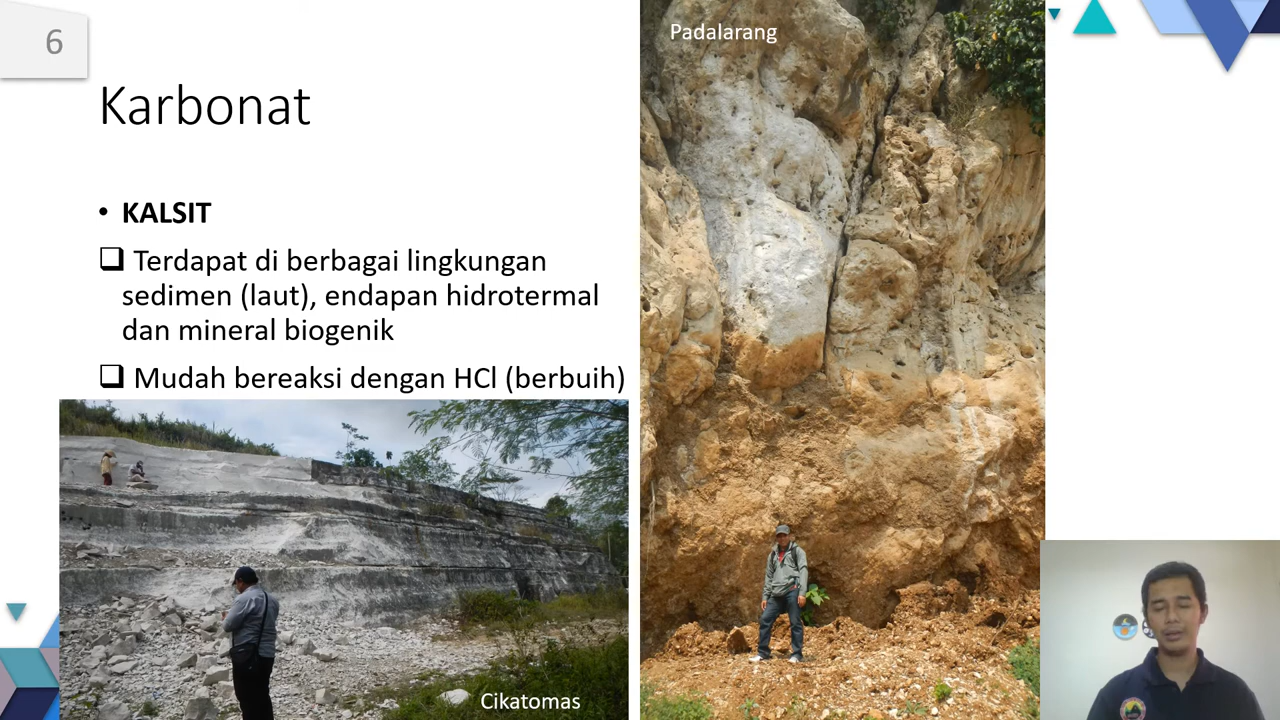 6
Karbonat
• KALSIT
❑ Terdapat di berbagai lingkungan
sedimen (laut), endapan hidrotermal
dan mineral biogenik
❑ Mudah bereaksi dengan HCl (berbuih)
Cikatomas
Padalarang